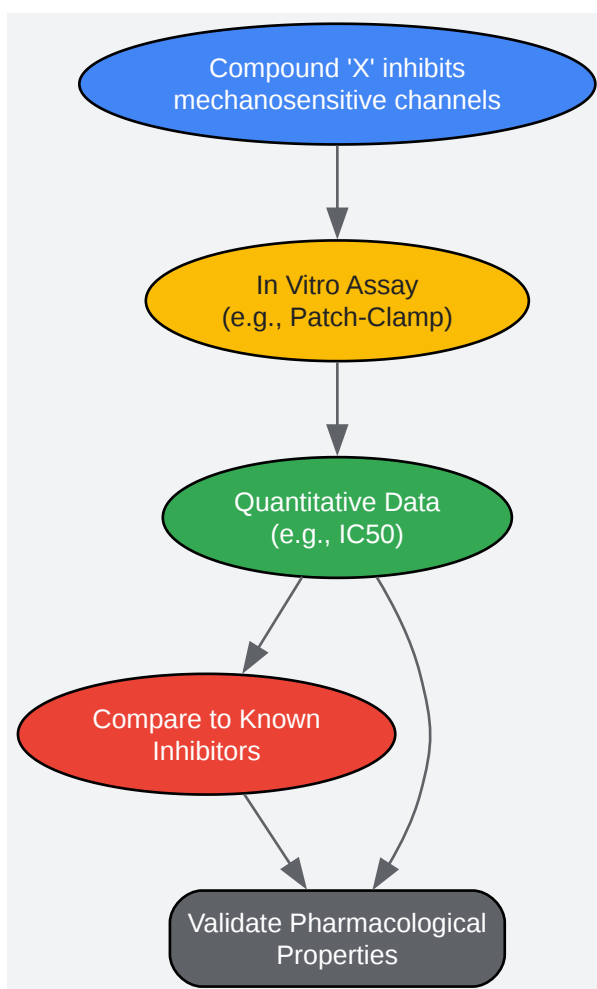 Compound 'X' inhibits
mechanosensitive channels
In Vitro Assay
(e.g., Patch-Clamp)
Quantitative Data
(e.g., IC50)
Compare to Known
Inhibitors
Validate Pharmacological
Properties